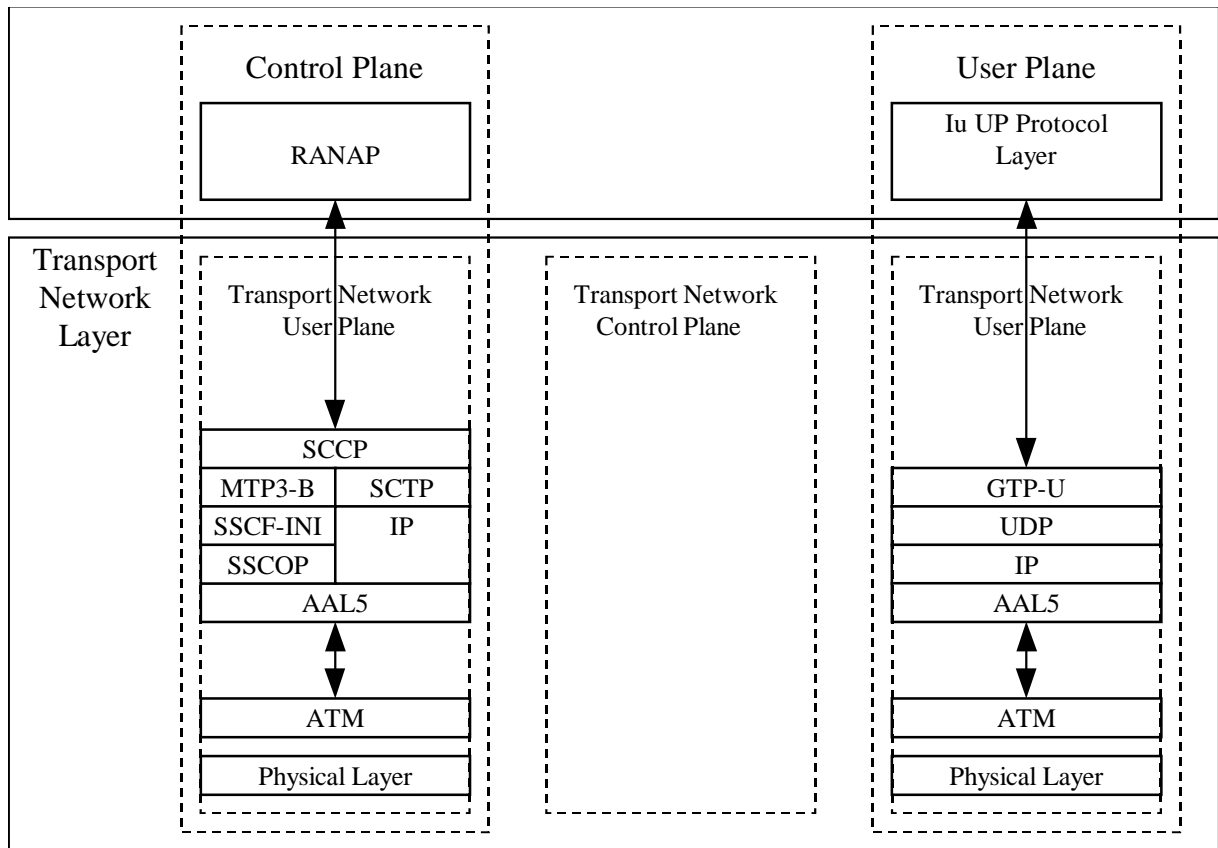 Control Plane
User Plane
RANAP
Iu UP Protocol
Layer
Transport
Network
Layer
Transport Network
User Plane
Transport Network
Control Plane
Transport Network
User Plane
SCCP
MTP3-B
SCTP
SSCF-INI
IP
SSCOP
AAL5
ATM
Physical Layer
GTP-U
UDP
IP
AAL5
ATM
Physical Layer